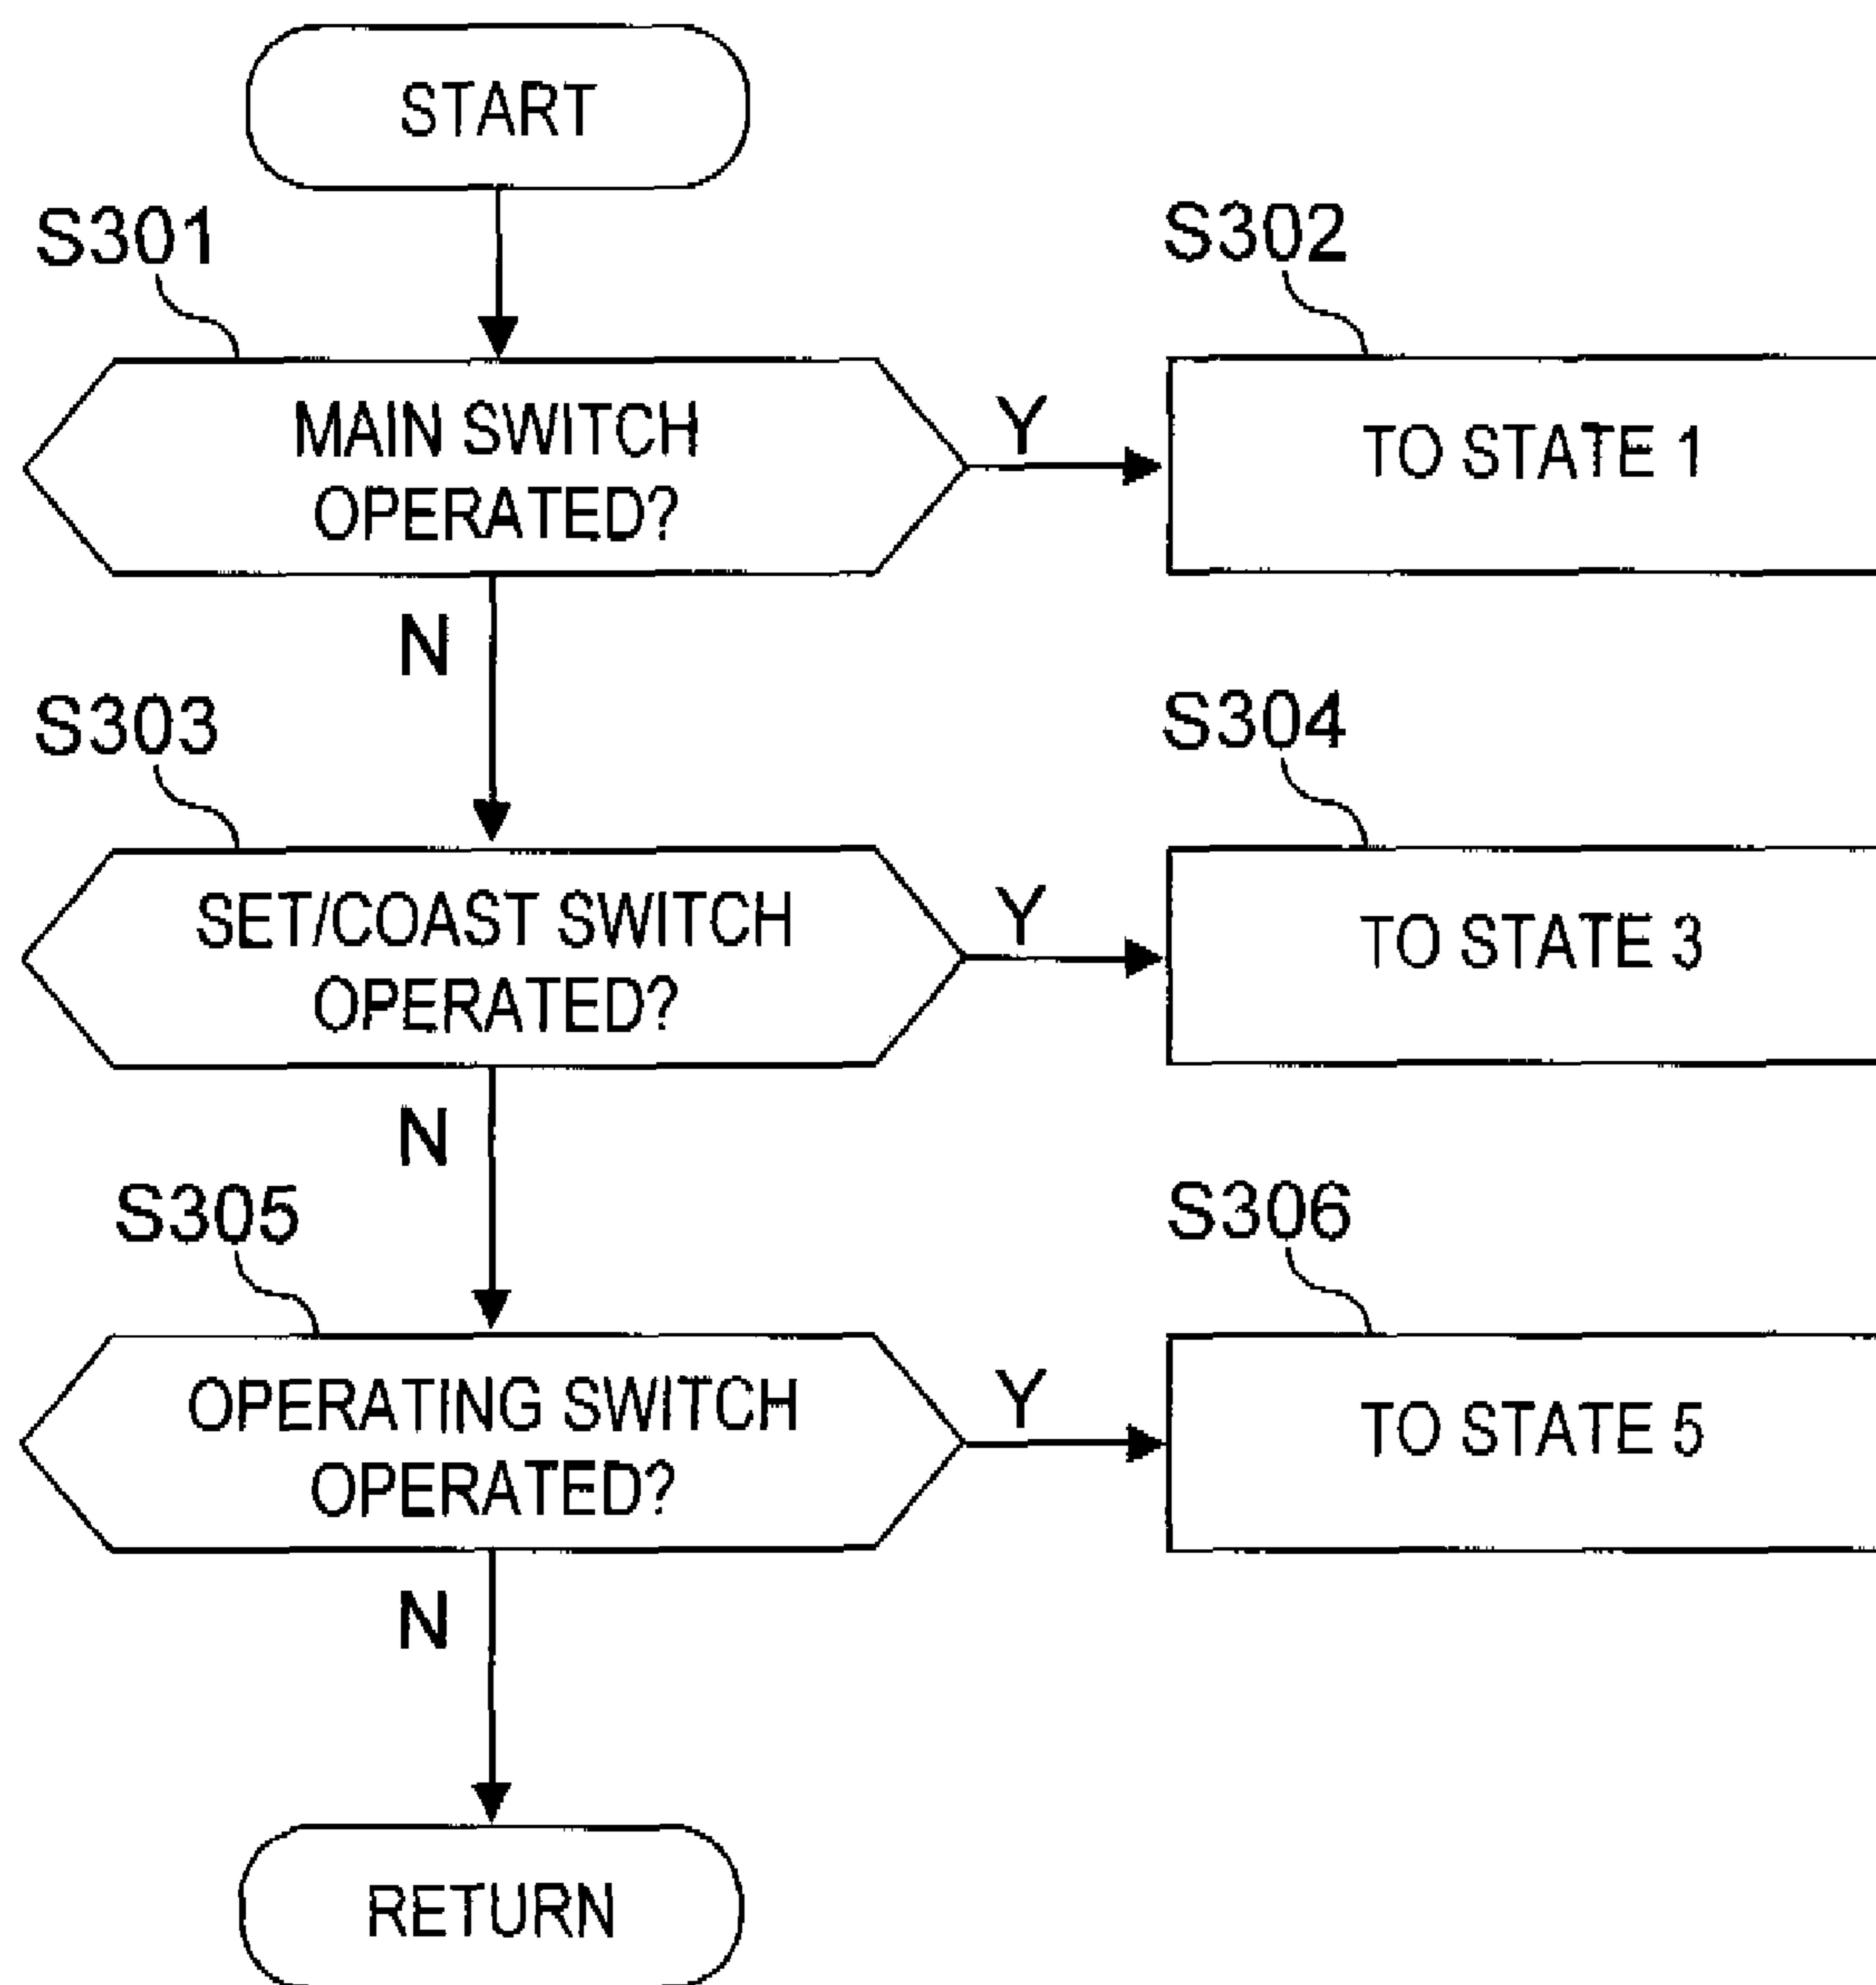 START
S301
S302
MAIN SWITCH
OPERATED?
Y
TO STATE 1
N
S303
S304
SET/COAST SWITCH
OPERATED?
Y
TO STATE 3
N
S305
S306
OPERATING SWITCH
OPERATED?
Y
TO STATE 5
N
RETURN